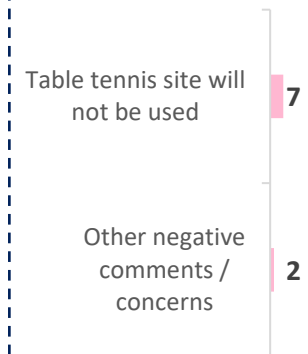 Table tennis site will
not be used
7
Other negative
comments /
concerns
2